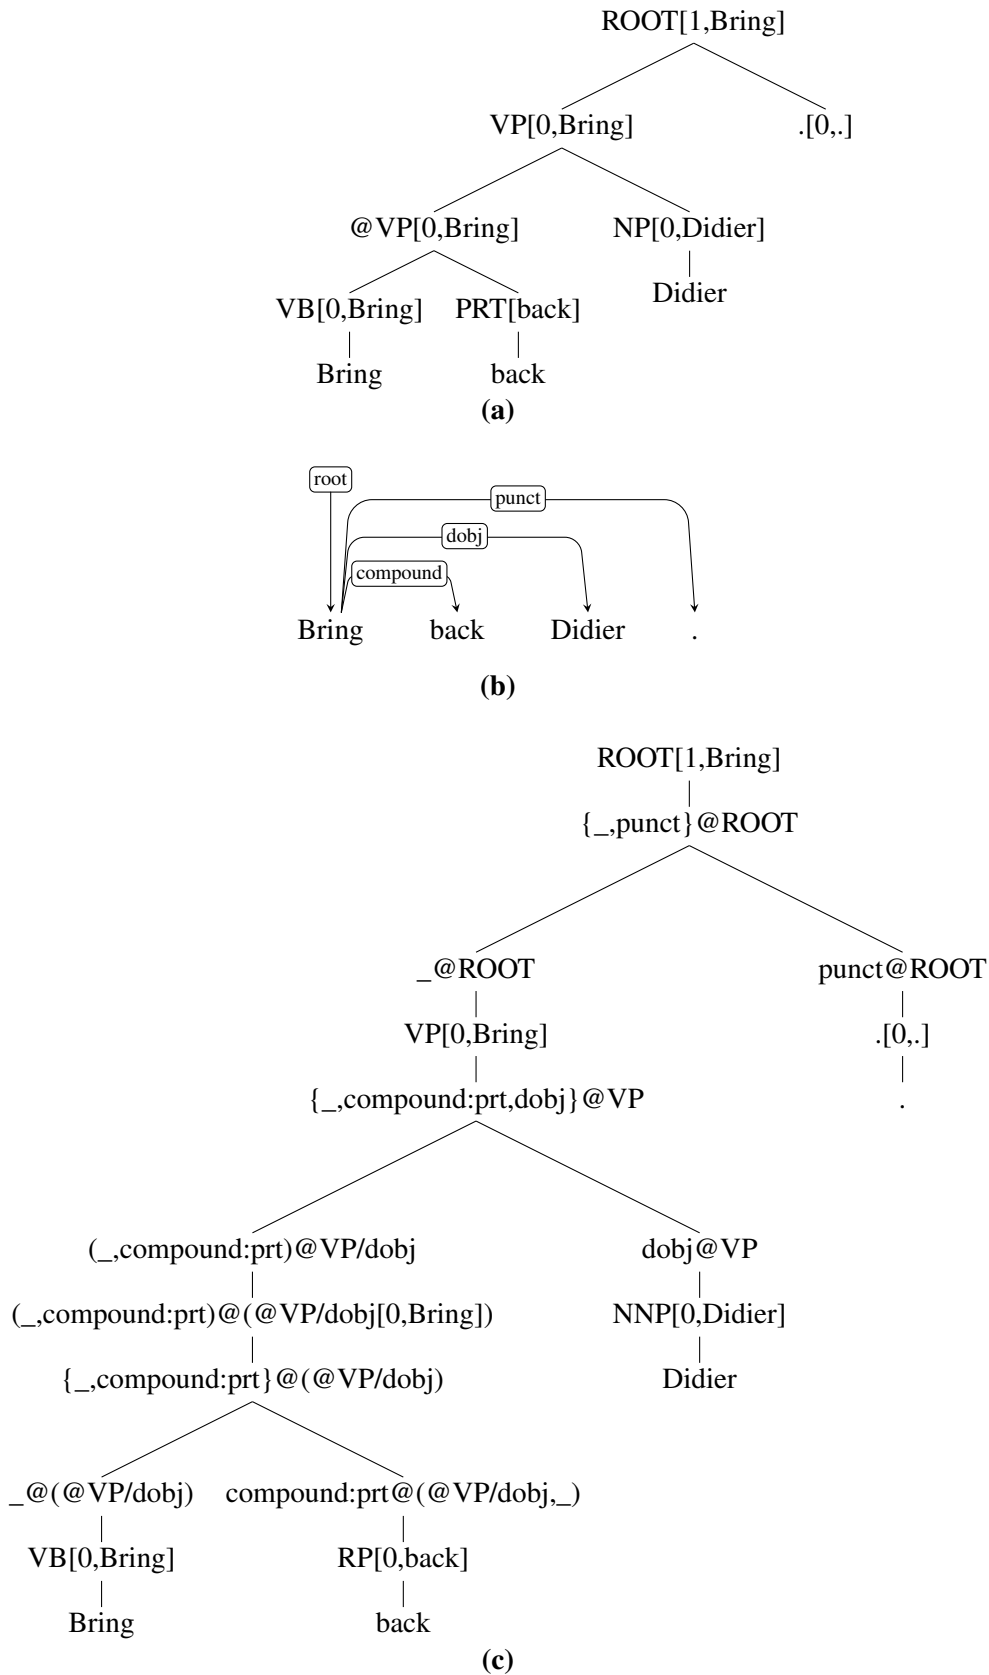 ROOT[1,Bring]
VP[0,Bring] .[0,.]
@VP[0,Bring] NP[0,Didier]
Didier
VB[0,Bring] PRT[back]
Bring back
(a)
root
punct
dobj
compound
Bring back Didier .
(b)
ROOT[1,Bring]
{_,punct}@ROOT
_@ROOT punct@ROOT
VP[0,Bring] .[0,.]
{_,compound:prt,dobj}@VP .
(_,compound:prt)@VP/dobj dobj@VP
(_,compound:prt)@(@VP/dobj[0,Bring]) NNP[0,Didier]
{_,compound:prt}@(@VP/dobj) Didier
_@(@VP/dobj) compound:prt@(@VP/dobj,_)
VB[0,Bring] RP[0,back]
Bring back
(c)